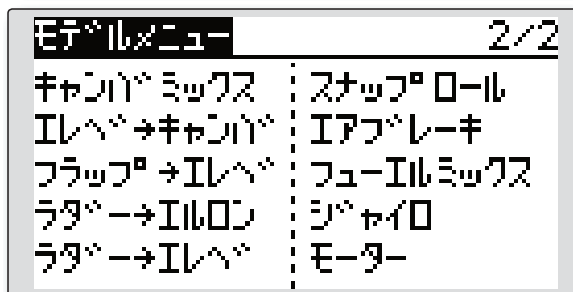 モデルメニュー 2/2
キャンバミックス スナップロール
エレベ→キャンバ エアブレーキ
フラップ→エレベ フューエルミックス
ラダー→エルロン ジャイロ
ラダー→エレベ モーター